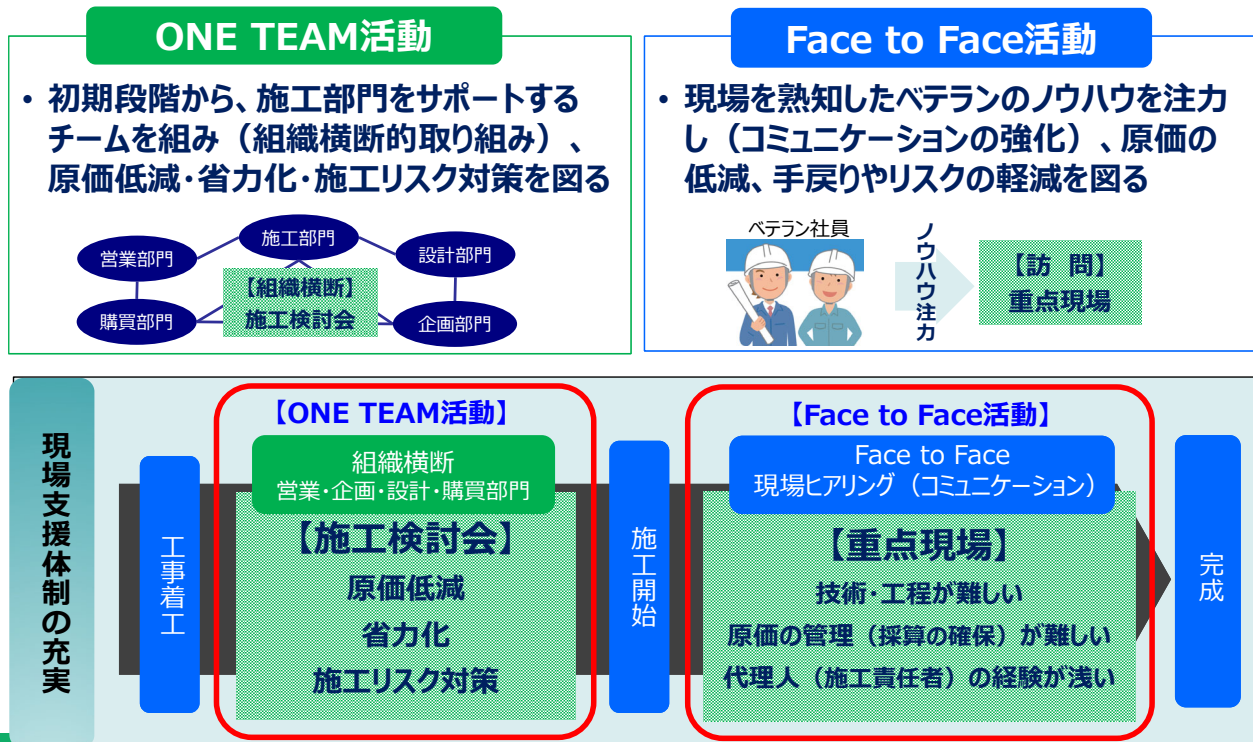 ONE TEAM活動
・ 初期段階から、施工部門をサポートする
チームを組み（組織横断的取り組み）、
原価低減・省力化・施工リスク対策を図る
営業部門
施工部門
設計部門
購買部門
【組織横断】
施工検討会
企画部門
Face to Face活動
・ 現場を熟知したベテランのノウハウを注力
し（コミュニケーションの強化）、原価の
低減、手戻りやリスクの軽減を図る
ベテラン社員
ノウハウ注力
【訪 問】
重点現場
現場支援体制の充実
工事着工
【ONE TEAM活動】
組織横断
営業・企画・設計・購買部門
【施工検討会】
原価低減
省力化
施工リスク対策
施工開始
【Face to Face活動】
Face to Face
現場ヒアリング（コミュニケーション）
【重点現場】
技術・工程が難しい
原価の管理（採算の確保）が難しい
代理人（施工責任者）の経験が浅い
完成